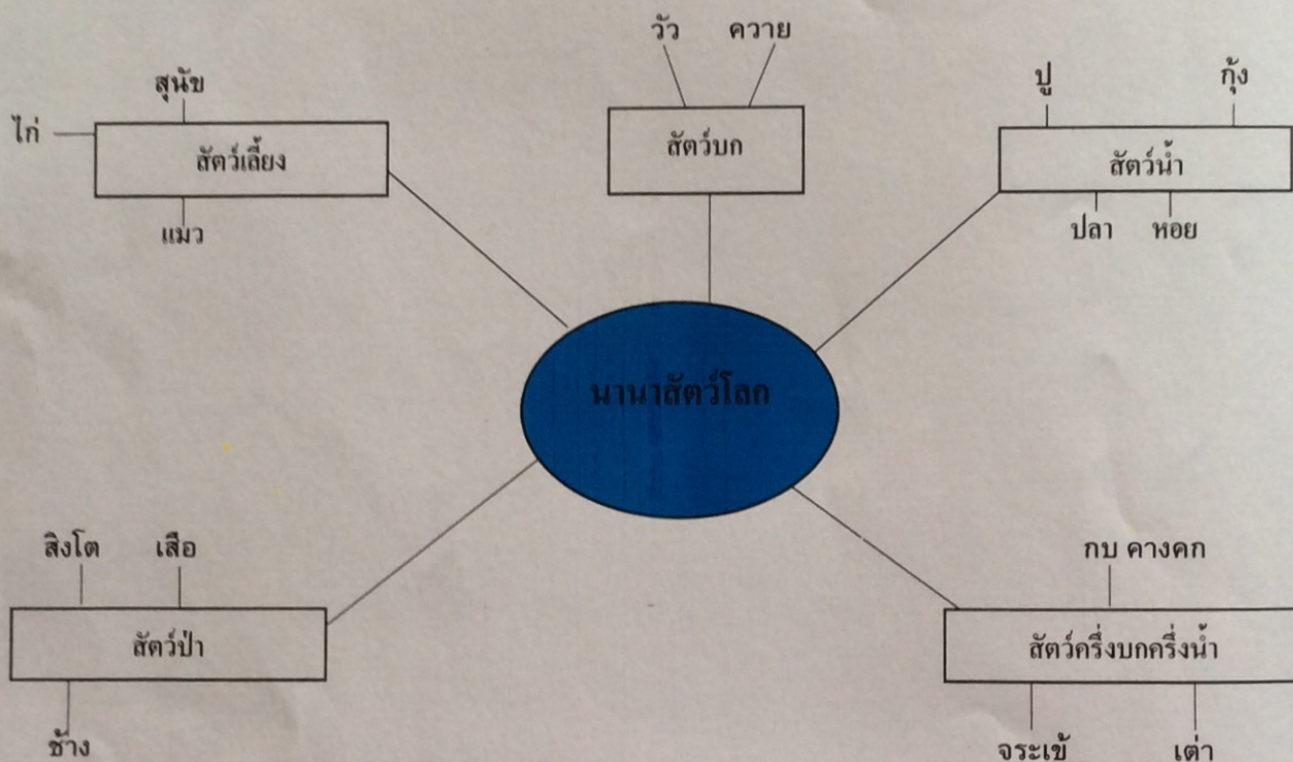 วัว ควาย
สัตว์บก
สุนัข
ไก่
สัตว์เลี้ยง
แมว
ปู กุ้ง
สัตว์น้ำ
ปลา หอย
นานาสัตว์โลก
สิงโต เสือ
สัตว์ป่า
ช้าง
กบ คางคก
สัตว์ครึ่งบกครึ่งน้ำ
จระเข้ เต่า